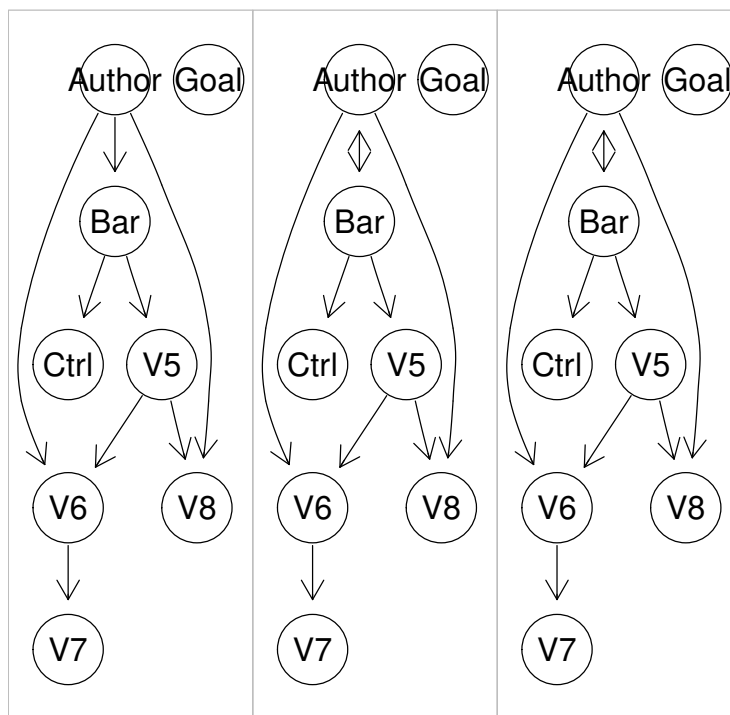 Author Goal
Bar
Ctrl V5
V6 V8
V7
Author Goal
Bar
Ctrl V5
V6 V8
V7
Author Goal
Bar
Ctrl V5
V6 V8
V7